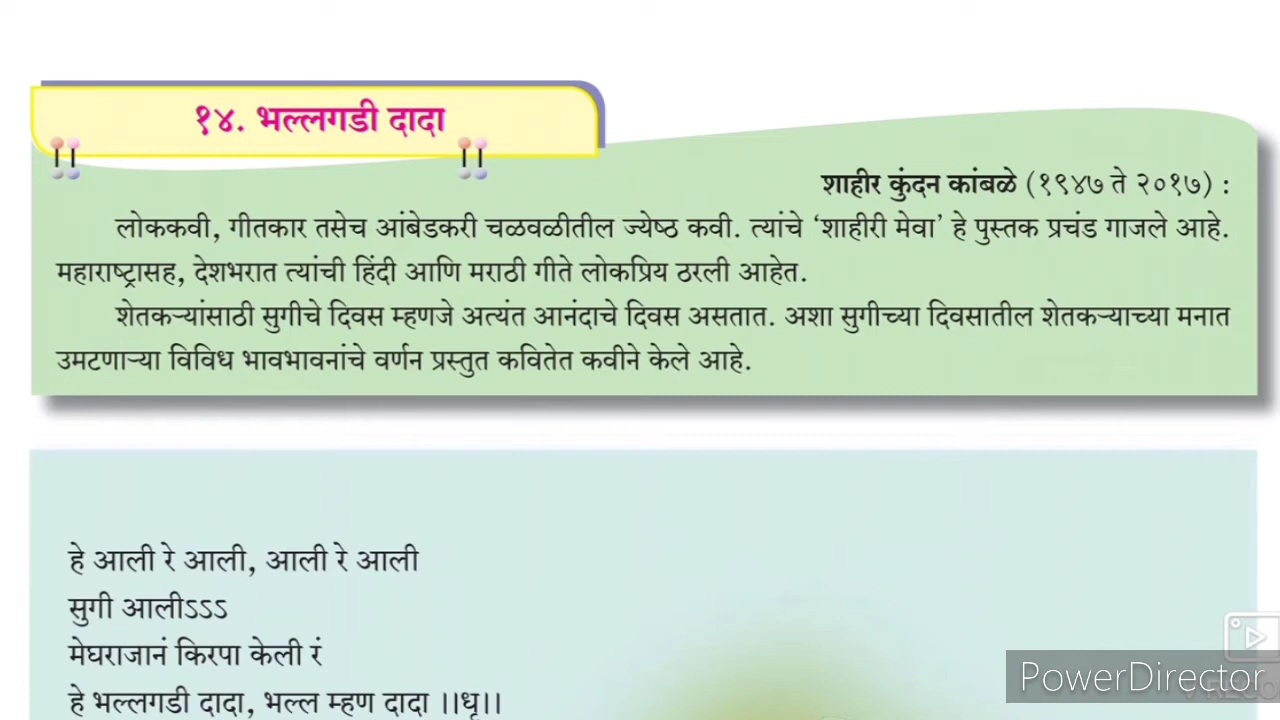 १४. भल्लगडी दादा
शाहीर कुंदन कांबळे (१९४७ ते २०१७) :
लोककवी, गीतकार तसेच आंबेडकरी चळवळीतील ज्येष्ठ कवी. त्यांचे ‘शाहीरी मेवा’ हे पुस्तक प्रचंड गाजले आहे.
महाराष्ट्रासह, देशभरात त्यांची हिंदी आणि मराठी गीते लोकप्रिय ठरली आहेत.
शेतकऱ्यांसाठी सुगीचे दिवस म्हणजे अत्यंत आनंदाचे दिवस असतात. अशा सुगीच्या दिवसातील शेतकऱ्याच्या मनात
उमटणाऱ्या विविध भावभावनांचे वर्णन प्रस्तुत कवितेत कवीने केले आहे.
हे आली रे आली, आली रे आली
सुगी आलीऽऽऽ
मेघराजानं किरपा केली रं
हे भल्लगडी दादा, भल्ल म्हण दादा ।।धृ।।
PowerDirector